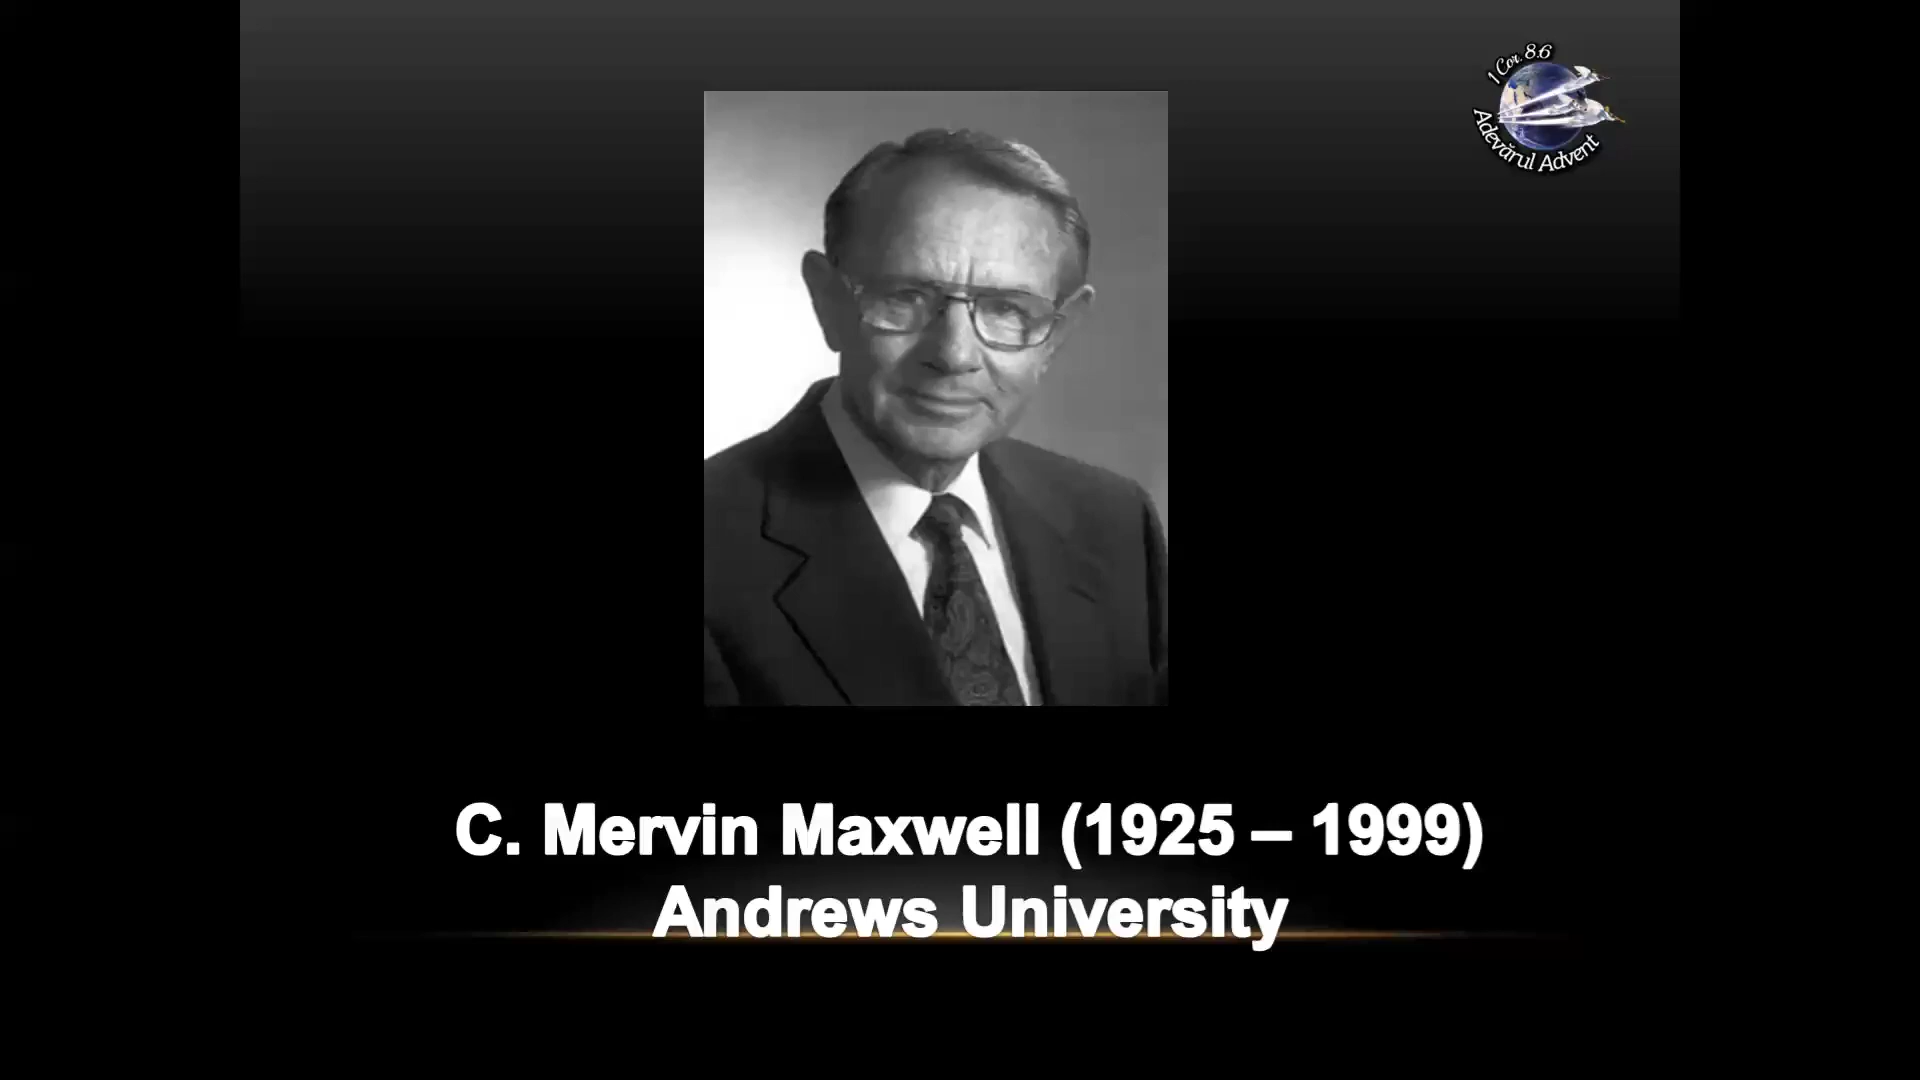 1 Cor. 8:6
Adevărul Advent
C. Mervin Maxwell (1925 – 1999)
Andrews University